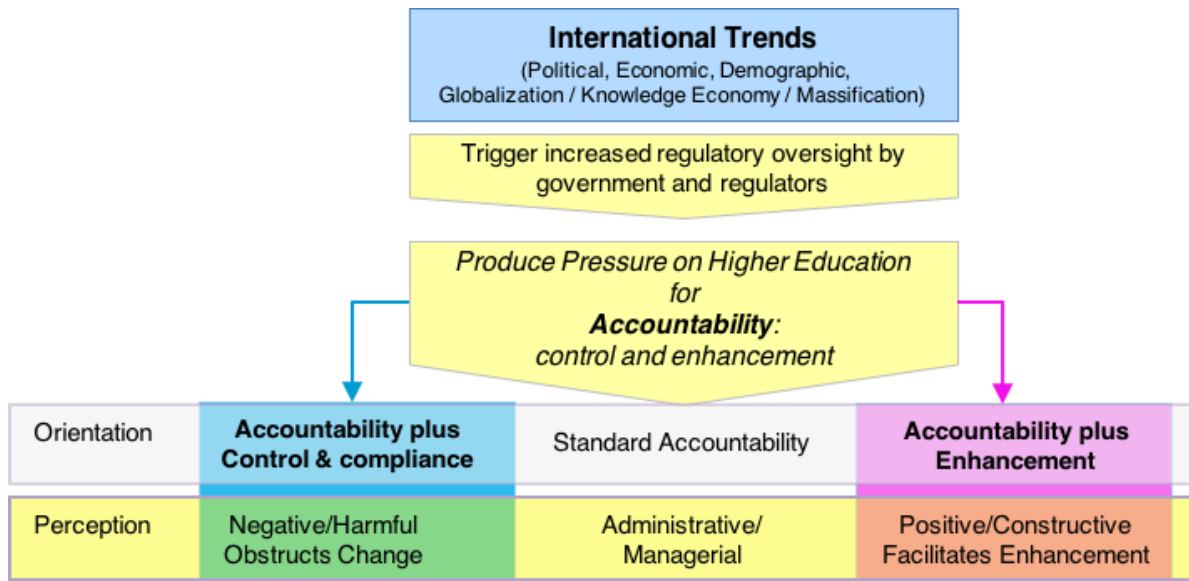 International Trends
(Political, Economic, Demographic,
Globalization / Knowledge Economy / Massification)
Trigger increased regulatory oversight by
government and regulators
Produce Pressure on Higher Education
for
Accountability:
control and enhancement
Orientation
Accountability plus
Control & compliance
Standard Accountability
Accountability plus
Enhancement
Perception
Negative/Harmful
Obstructs Change
Administrative/
Managerial
Positive/Constructive
Facilitates Enhancement